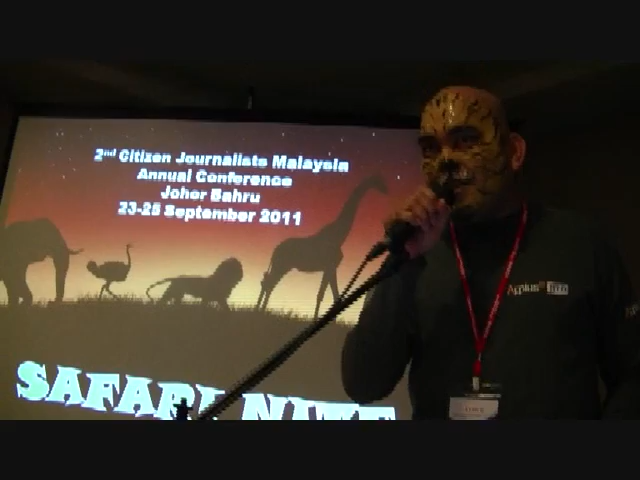 2nd Citizen Journalists Malaysia
Annual Conference
Johor Bahru
23-25 September 2011
SAFARI NITE